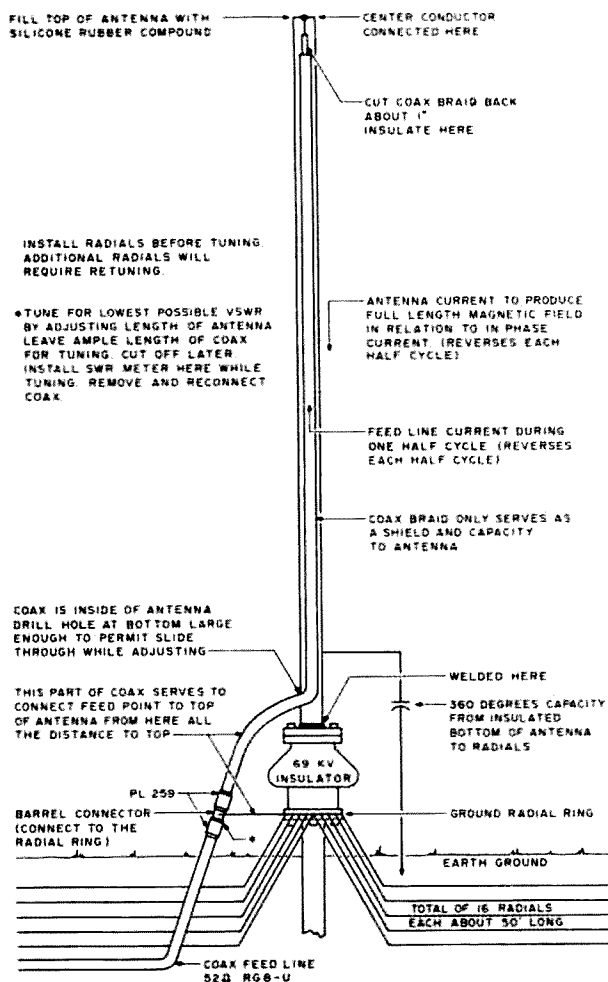 FILL TOP OF ANTENNA WITH
SILICONE RUBBER COMPOUND
CENTER CONDUCTOR
CONNECTED HERE
CUT COAX BRAID BACK
ABOUT 1"
INSULATE HERE
INSTALL RADIALS BEFORE TUNING.
ADDITIONAL RADIALS WILL
REQUIRE RETUNING.
* TUNE FOR LOWEST POSSIBLE VSWR
BY ADJUSTING LENGTH OF ANTENNA
LEAVE AMPLE LENGTH OF COAX
FOR TUNING. CUT OFF LATER.
INSTALL SWR METER HERE WHILE
TUNING. REMOVE AND RECONNECT
COAX.
ANTENNA CURRENT TO PRODUCE
FULL LENGTH MAGNETIC FIELD
IN RELATION TO IN PHASE
CURRENT. (REVERSES EACH
HALF CYCLE)
FEED LINE CURRENT DURING
ONE HALF CYCLE (REVERSES
EACH HALF CYCLE)
COAX BRAID ONLY SERVES AS
A SHIELD AND CAPACITY
TO ANTENNA
COAX IS INSIDE OF ANTENNA
DRILL HOLE AT BOTTOM LARGE
ENOUGH TO PERMIT SLIDE
THROUGH WHILE ADJUSTING
WELDED HERE
THIS PART OF COAX SERVES TO
CONNECT FEED POINT TO TOP
OF ANTENNA FROM HERE ALL
THE DISTANCE TO TOP
360 DEGREES CAPACITY
FROM INSULATED
BOTTOM OF ANTENNA
TO RADIALS
69 KV
INSULATOR
PL 259
BARREL CONNECTOR
(CONNECT TO THE
RADIAL RING)
*
GROUND RADIAL RING
EARTH GROUND
TOTAL OF 16 RADIALS
EACH ABOUT 50' LONG
COAX FEED LINE
52Ω RG8-U